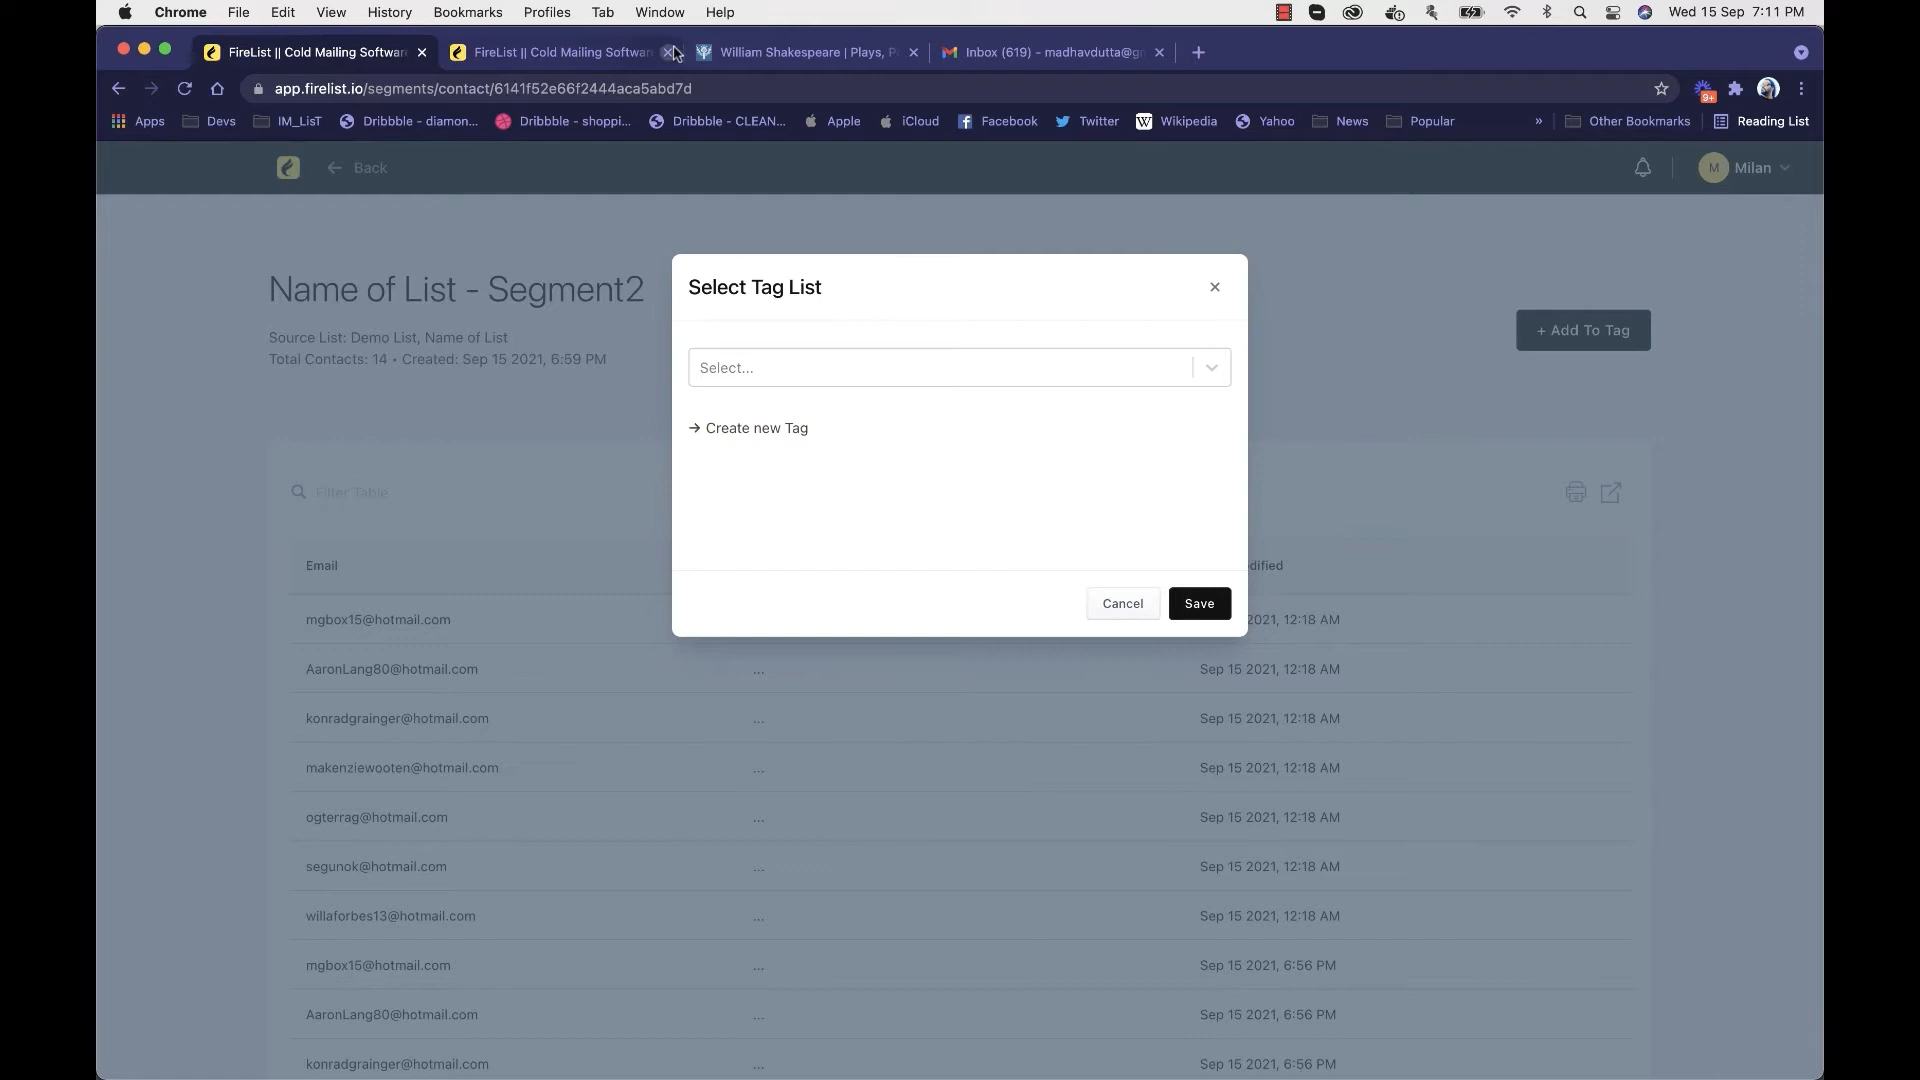 Chrome File Edit View History Bookmarks Profiles Tab Window Help Wed 15 Sep 7:11 PM
FireList || Cold Mailing Software FireList || Cold Mailing Software William Shakespeare | Plays, P Inbox (619) - madhavdutta@gm
app.firelist.io/segments/contact/6141f52e66f2444aca5abd7d 9+
Apps Devs IM_LisT Dribbble - diamon... Dribbble - shoppi... Dribbble - CLEAN... Apple iCloud Facebook Twitter Wikipedia Yahoo News Popular » Other Bookmarks Reading List
Back M Milan
Name of List - Segment2
Source List: Demo List, Name of List
Total Contacts: 14 • Created: Sep 15 2021, 6:59 PM
+ Add To Tag
Select Tag List
Select...
→ Create new Tag
Cancel Save
Filter Table
Email dified
mgbox15@hotmail.com 2021, 12:18 AM
AaronLang80@hotmail.com ... Sep 15 2021, 12:18 AM
konradgrainger@hotmail.com ... Sep 15 2021, 12:18 AM
makenziewooten@hotmail.com ... Sep 15 2021, 12:18 AM
ogterrag@hotmail.com ... Sep 15 2021, 12:18 AM
segunok@hotmail.com ... Sep 15 2021, 12:18 AM
willaforbes13@hotmail.com ... Sep 15 2021, 12:18 AM
mgbox15@hotmail.com ... Sep 15 2021, 6:56 PM
AaronLang80@hotmail.com ... Sep 15 2021, 6:56 PM
konradgrainger@hotmail.com ... Sep 15 2021, 6:56 PM